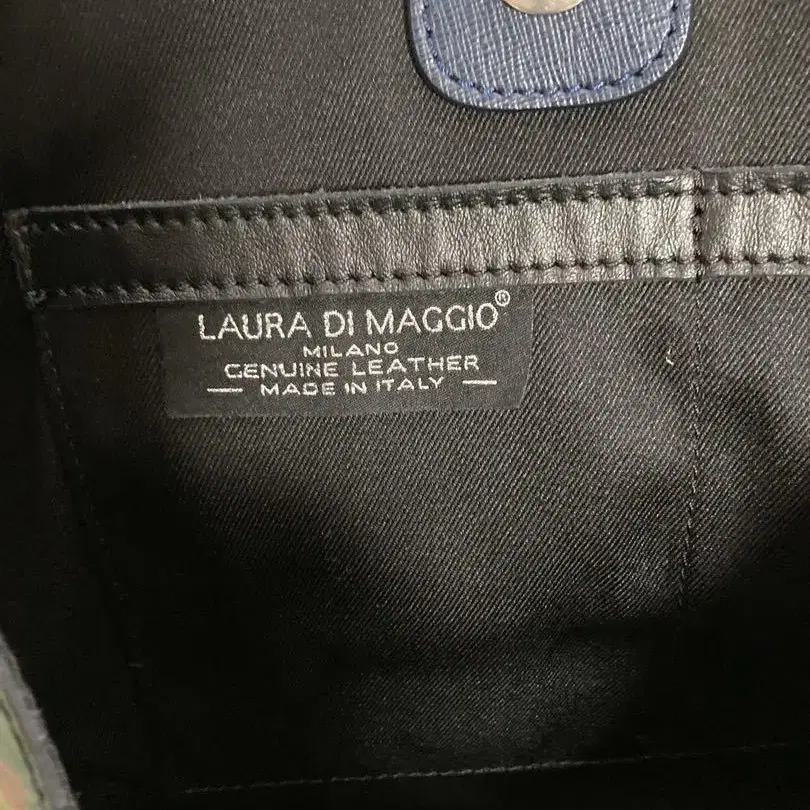 LAURA DI MAGGIO®
MILANO
GENUINE LEATHER
— MADE IN ITALY —